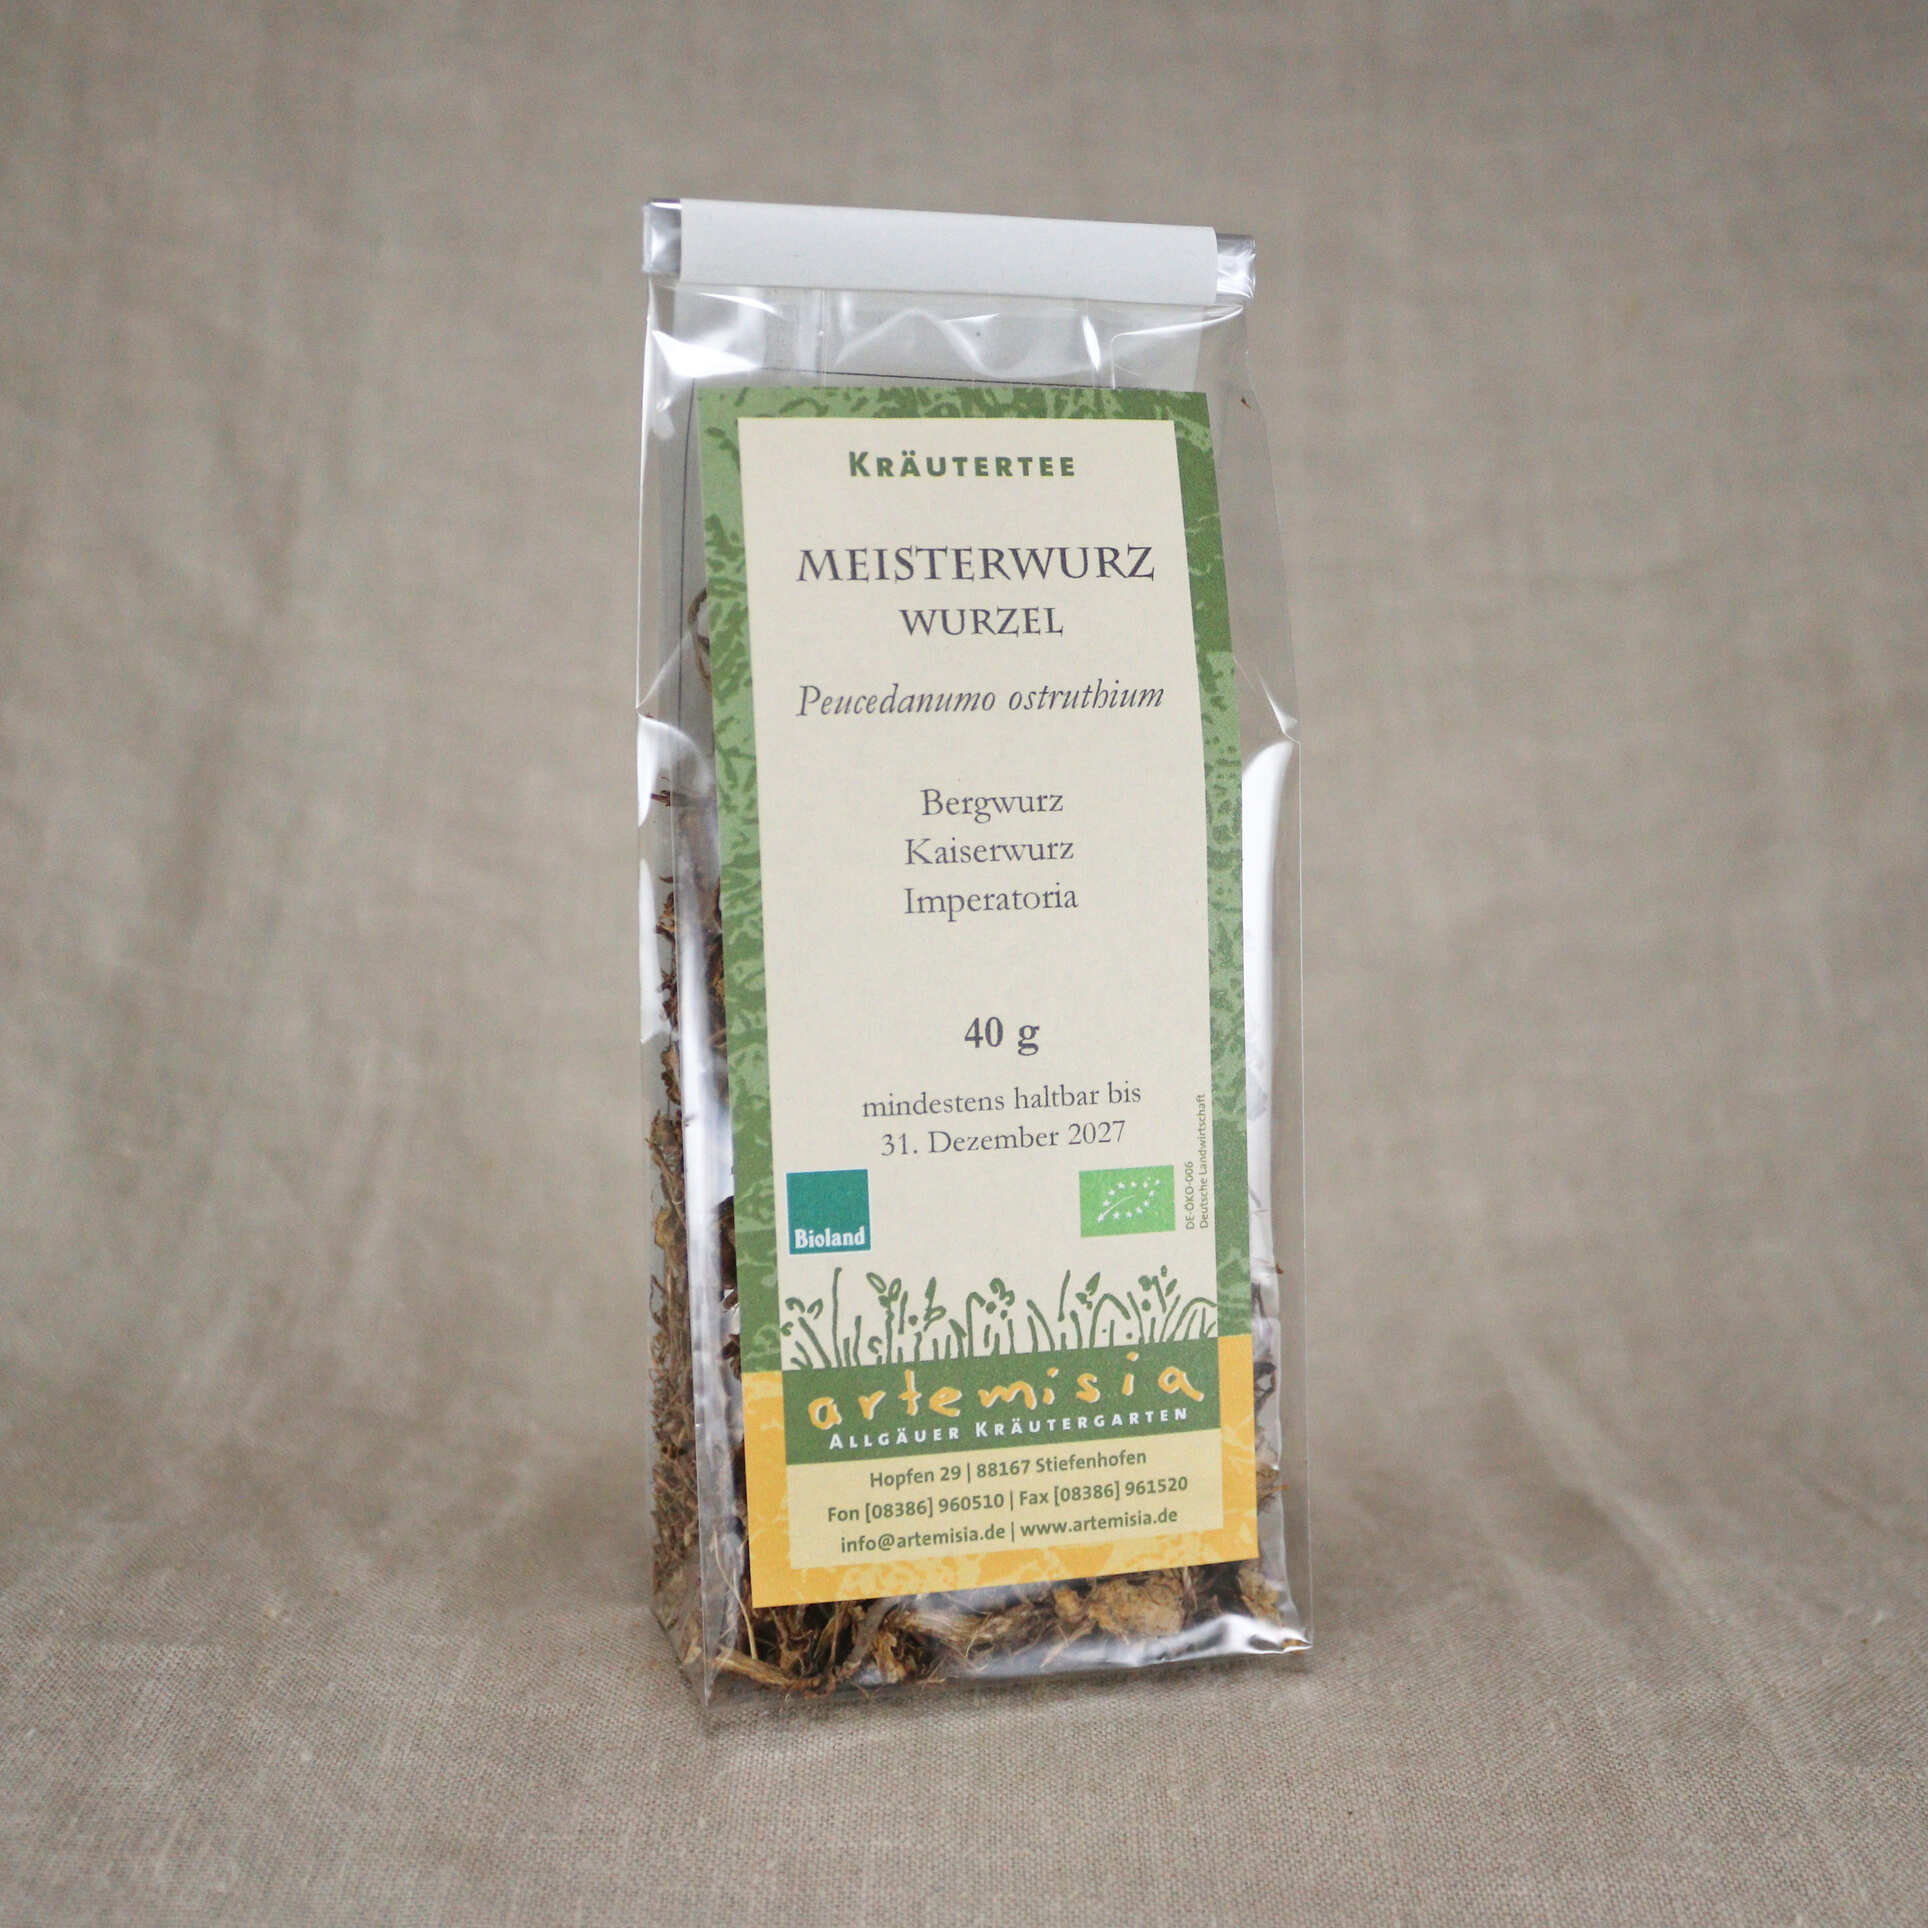 KRÄUTERTEE
MEISTERWURZ
WURZEL
Peucedanumo ostruthium
Bergwurz
Kaiserwurz
Imperatoria
40 g
mindestens haltbar bis
31. Dezember 2027
Bioland
DE-ÖKO-006
Deutsche Landwirtschaft
artemisia
ALLGÄUER KRÄUTERGARTEN
Hopfen 29 | 88167 Stiefenhofen
Fon [08386] 960510 | Fax [08386] 961520
info@artemisia.de | www.artemisia.de